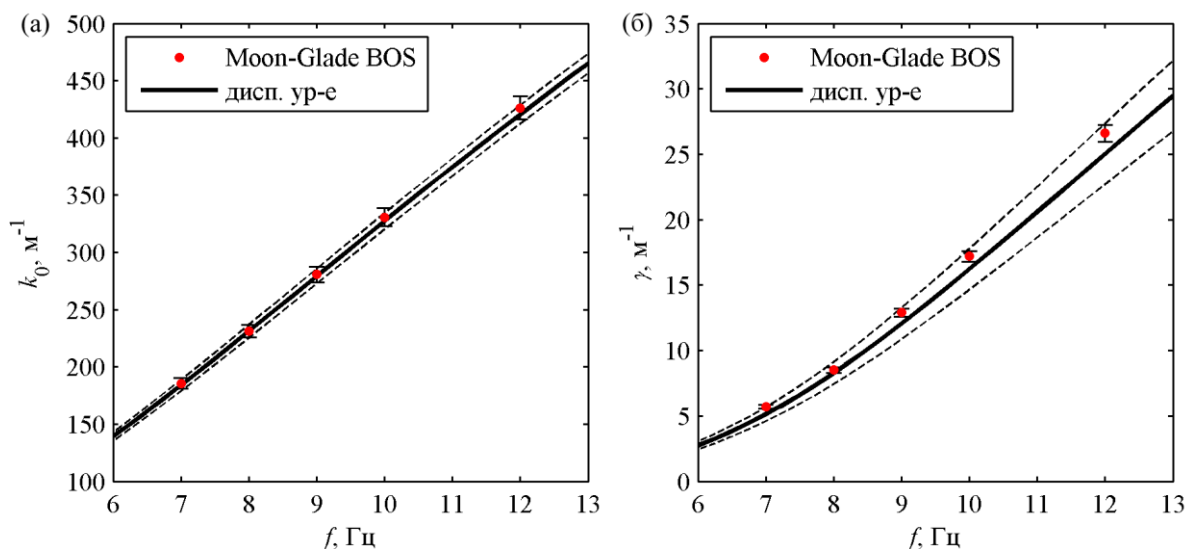 (а)
500
450
400
350
300
250
200
150
100
k₀, м⁻¹
Moon-Glade BOS
дисп. ур-е
6 7 8 9 10 11 12 13
f, Гц
(б)
35
30
25
20
15
10
5
0
γ, м⁻¹
Moon-Glade BOS
дисп. ур-е
6 7 8 9 10 11 12 13
f, Гц